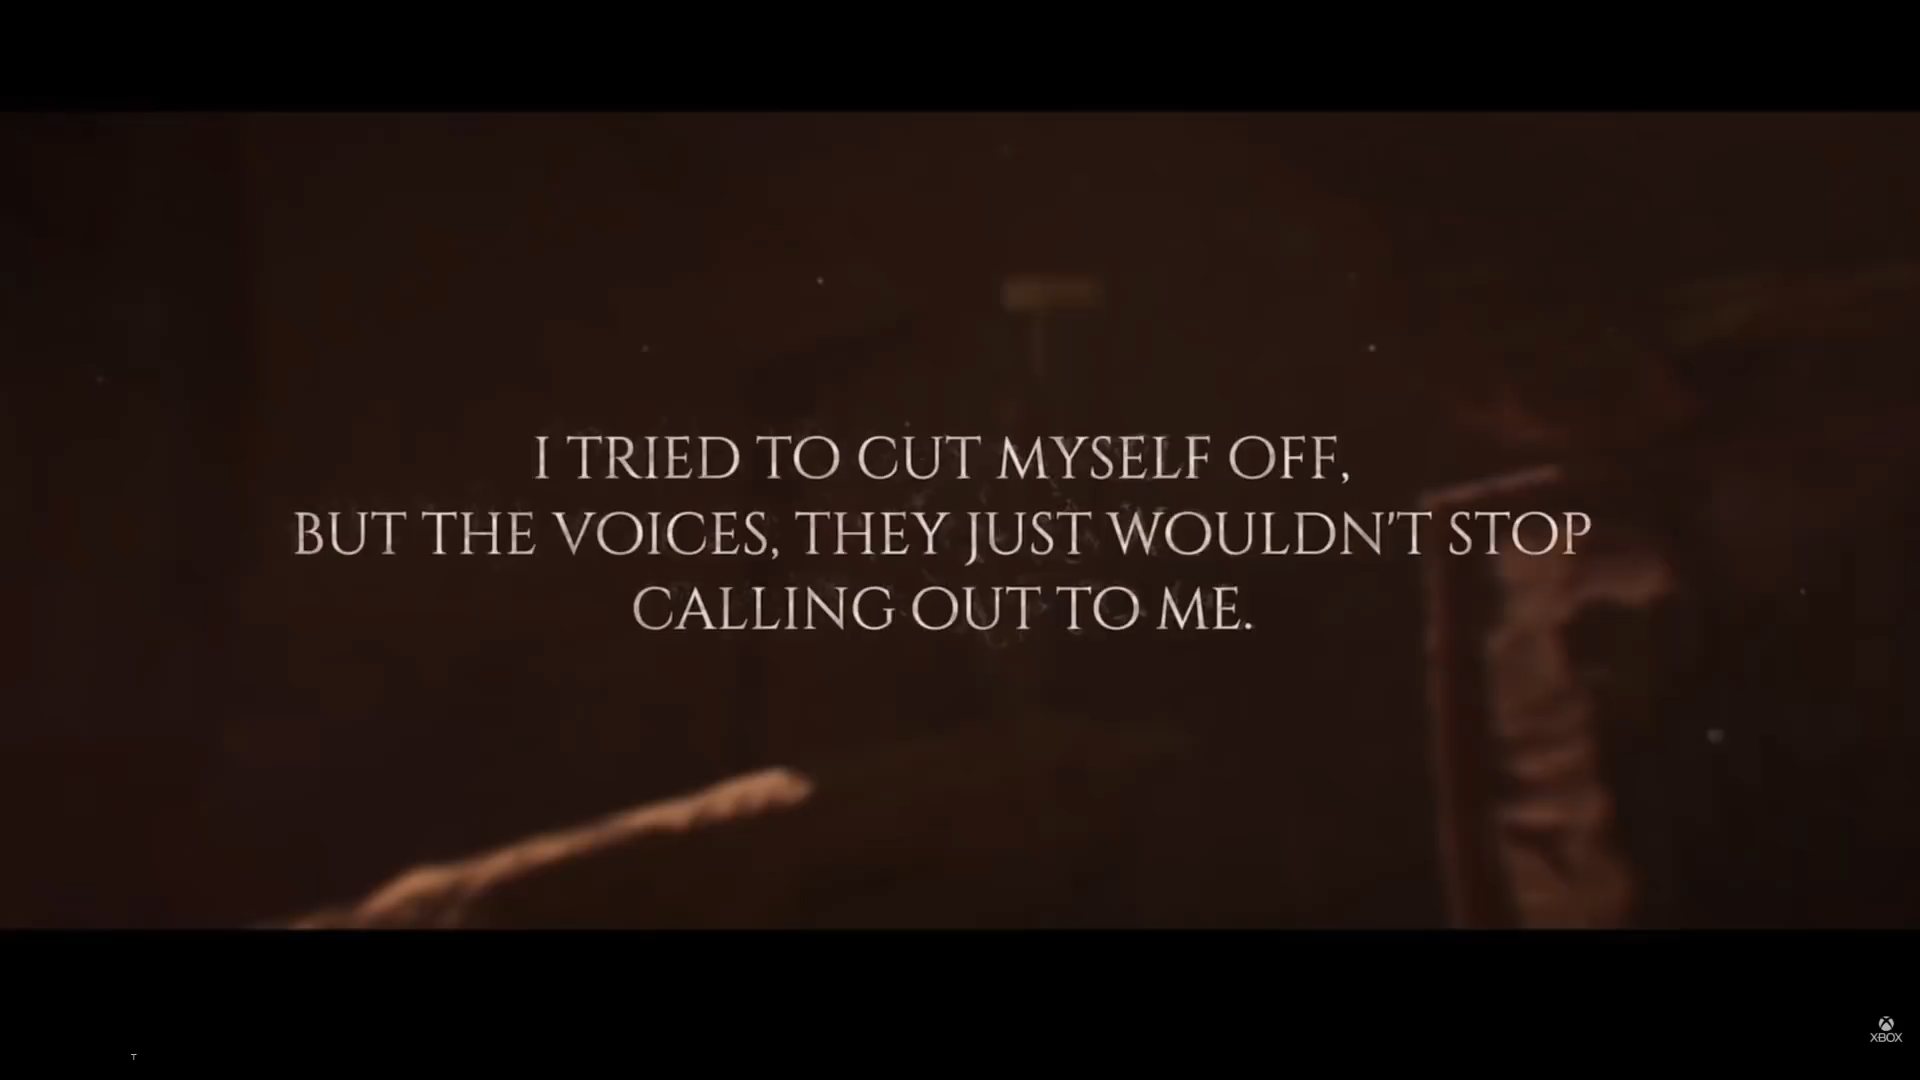 I TRIED TO CUT MYSELF OFF,
BUT THE VOICES, THEY JUST WOULDN'T STOP
CALLING OUT TO ME.
XBOX
T